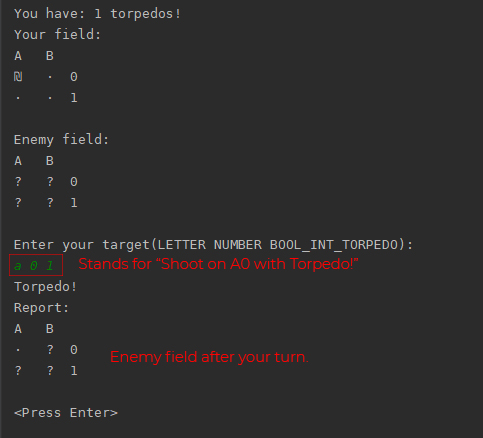 You have: 1 torpedos!
Your field:
A B
₪ · 0
· · 1
Enemy field:
A B
? ? 0
? ? 1
Enter your target(LETTER NUMBER BOOL_INT_TORPEDO):
a 0 1 Stands for "Shoot on A0 with Torpedo!"
Torpedo!
Report:
A B
· ? 0
Enemy field after your turn.
? ? 1
<Press Enter>